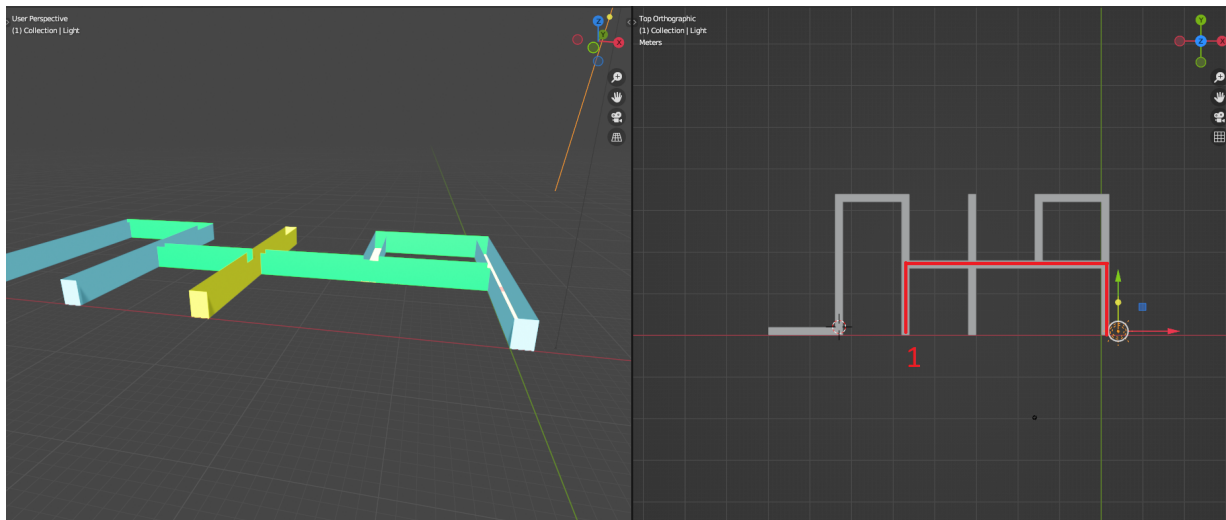 User Perspective
(1) Collection | Light
Z
Y
X
Top Orthographic
(1) Collection | Light
Meters
Y
Z
X
1